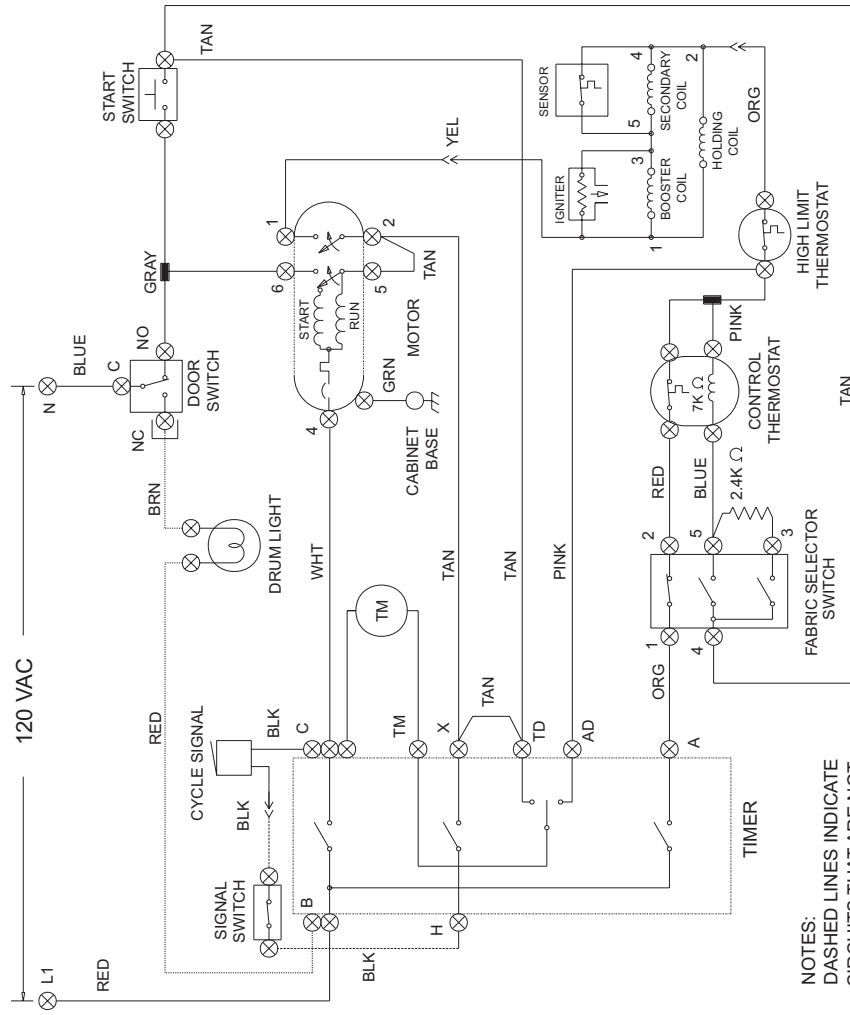 120 VAC
L1
N
RED
BLUE
C
DOOR
SWITCH
NO
NC
GRAY
START
SWITCH
TAN
BRN
RED
DRUM LIGHT
CYCLE SIGNAL
BLK
BLK
SIGNAL
SWITCH
BLK
B
H
C
TM
X
TAN
TD
AD
A
TIMER
WHT
TM
TAN
TAN
PINK
4
6
1
5
2
START
RUN
MOTOR
TAN
GRN
CABINET
BASE
YEL
IGNITER
SENSOR
1
3
5
4
2
BOOSTER
COIL
SECONDARY
COIL
HOLDING
COIL
ORG
HIGH LIMIT
THERMOSTAT
PINK
CONTROL
THERMOSTAT
7K Ω
RED
BLUE
2.4K Ω
ORG
1
4
2
5
3
FABRIC SELECTOR
SWITCH
TAN
NOTES:
DASHED LINES INDICATE
CIRCUITS THAT ARE NOT